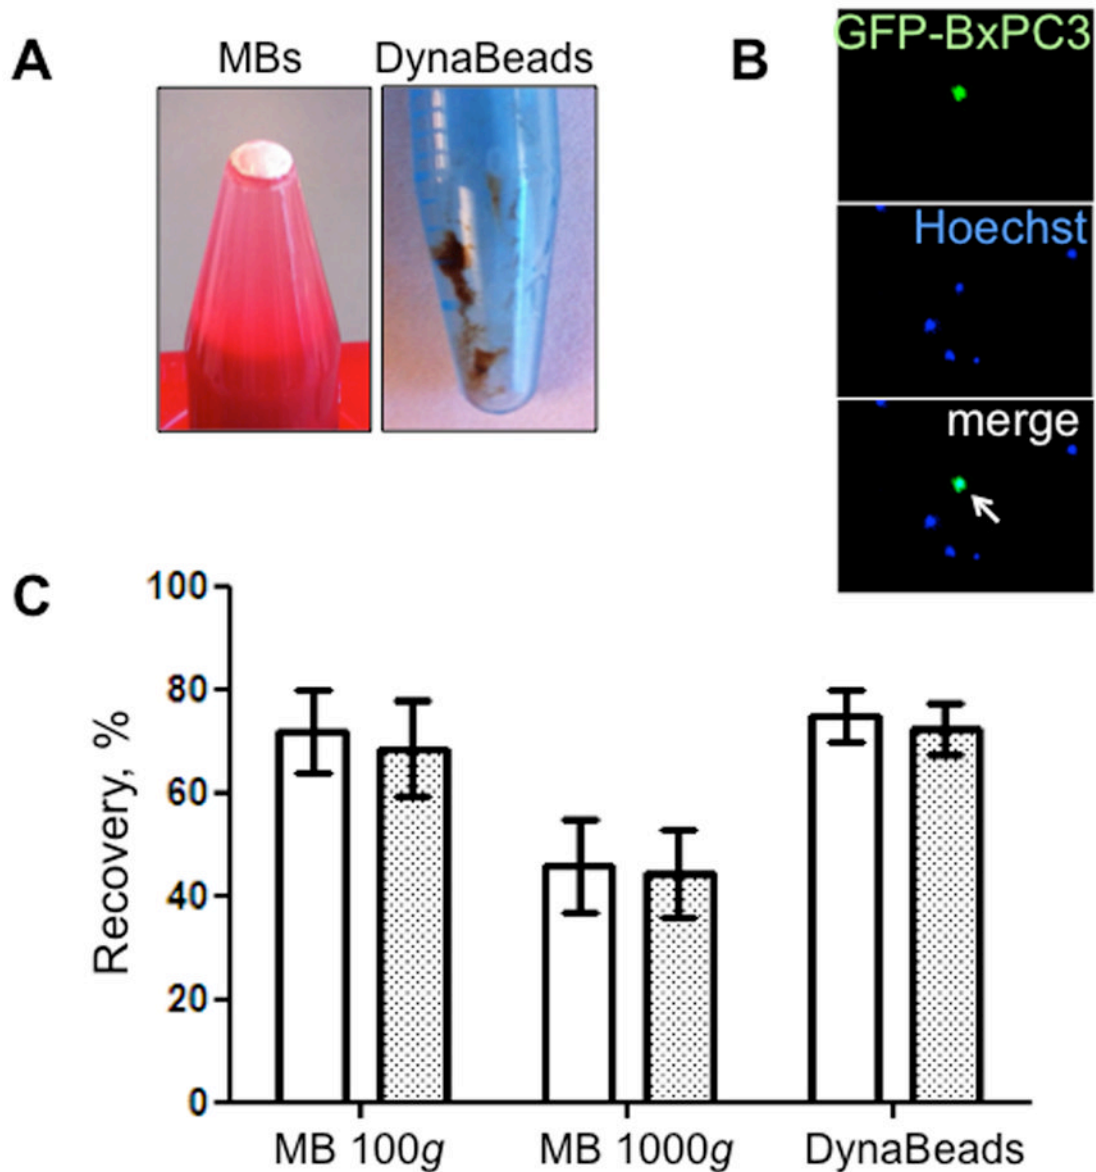 A
MBs
DynaBeads
B
GFP-BxPC3
Hoechst
merge
C
Recovery, %
100
80
60
40
20
0
MB 100g
MB 1000g
DynaBeads